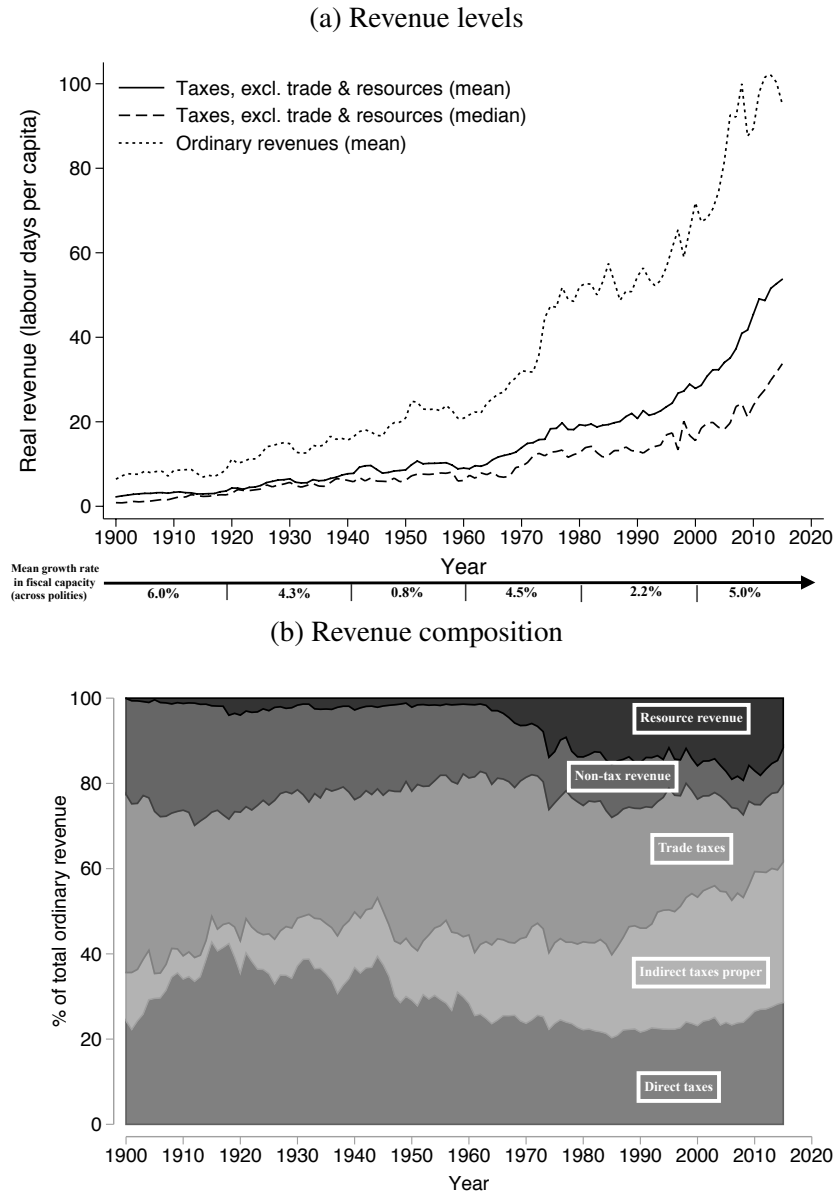 (a) Revenue levels
Real revenue (labour days per capita)
100
80
60
40
20
0
Taxes, excl. trade & resources (mean)
Taxes, excl. trade & resources (median)
Ordinary revenues (mean)
1900 1910 1920 1930 1940 1950 1960 1970 1980 1990 2000 2010 2020
Year
Mean growth rate
in fiscal capacity
(across polities)
6.0% 4.3% 0.8% 4.5% 2.2% 5.0%
(b) Revenue composition
% of total ordinary revenue
100
80
60
40
20
0
Resource revenue
Non-tax revenue
Trade taxes
Indirect taxes proper
Direct taxes
1900 1910 1920 1930 1940 1950 1960 1970 1980 1990 2000 2010 2020
Year